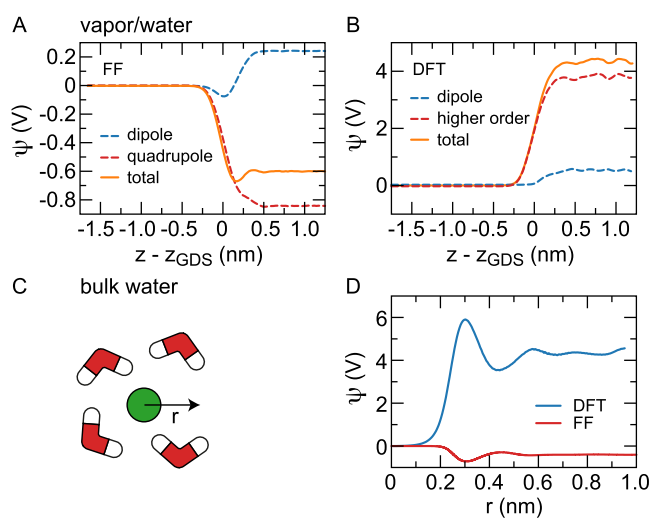 A vapor/water
FF
dipole
quadrupole
total
0.2
0
-0.2
-0.4
-0.6
-0.8
ψ (V)
-1.5 -1 -0.5 0 0.5 1
z - zGDS (nm)
B
DFT
dipole
higher order
total
4
2
0
ψ (V)
-1.5 -1 -0.5 0 0.5 1
z - zGDS (nm)
C bulk water
r
D
6
4
2
0
ψ (V)
DFT
FF
0.0 0.2 0.4 0.6 0.8 1.0
r (nm)